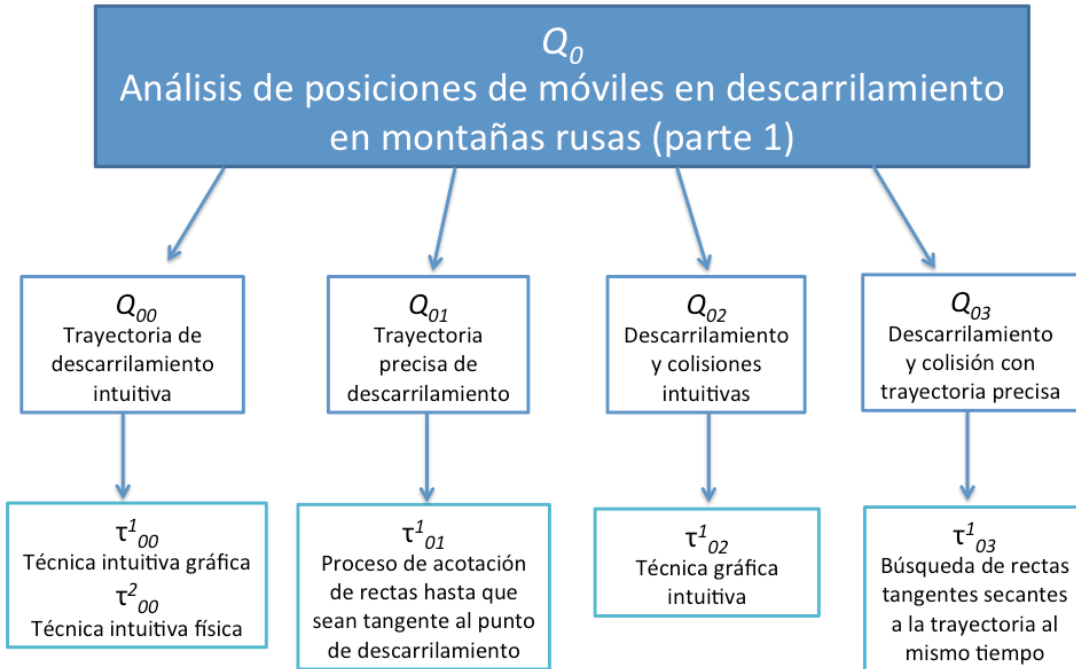 Q0
Análisis de posiciones de móviles en descarrilamiento
en montañas rusas (parte 1)
Q00
Trayectoria de
descarrilamiento
intuitiva
Q01
Trayectoria
precisa de
descarrilamiento
Q02
Descarrilamiento
y colisiones
intuitivas
Q03
Descarrilamiento
y colisión con
trayectoria precisa
τ¹00
Técnica intuitiva gráfica
τ²00
Técnica intuitiva física
τ¹01
Proceso de acotación
de rectas hasta que
sean tangente al punto
de descarrilamiento
τ¹02
Técnica gráfica
intuitiva
τ¹03
Búsqueda de rectas
tangentes secantes
a la trayectoria al
mismo tiempo